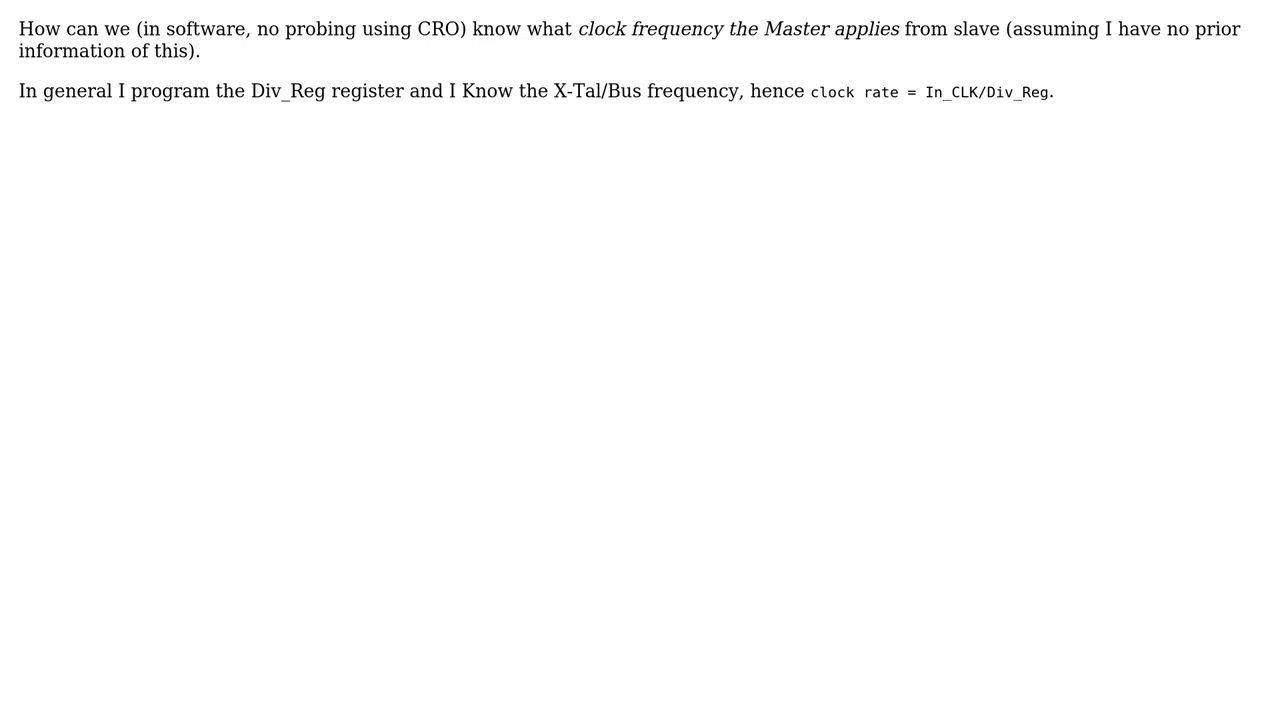 How can we (in software, no probing using CRO) know what clock frequency the Master applies from slave (assuming I have no prior
information of this).
In general I program the Div_Reg register and I Know the X-Tal/Bus frequency, hence clock rate = In_CLK/Div_Reg.